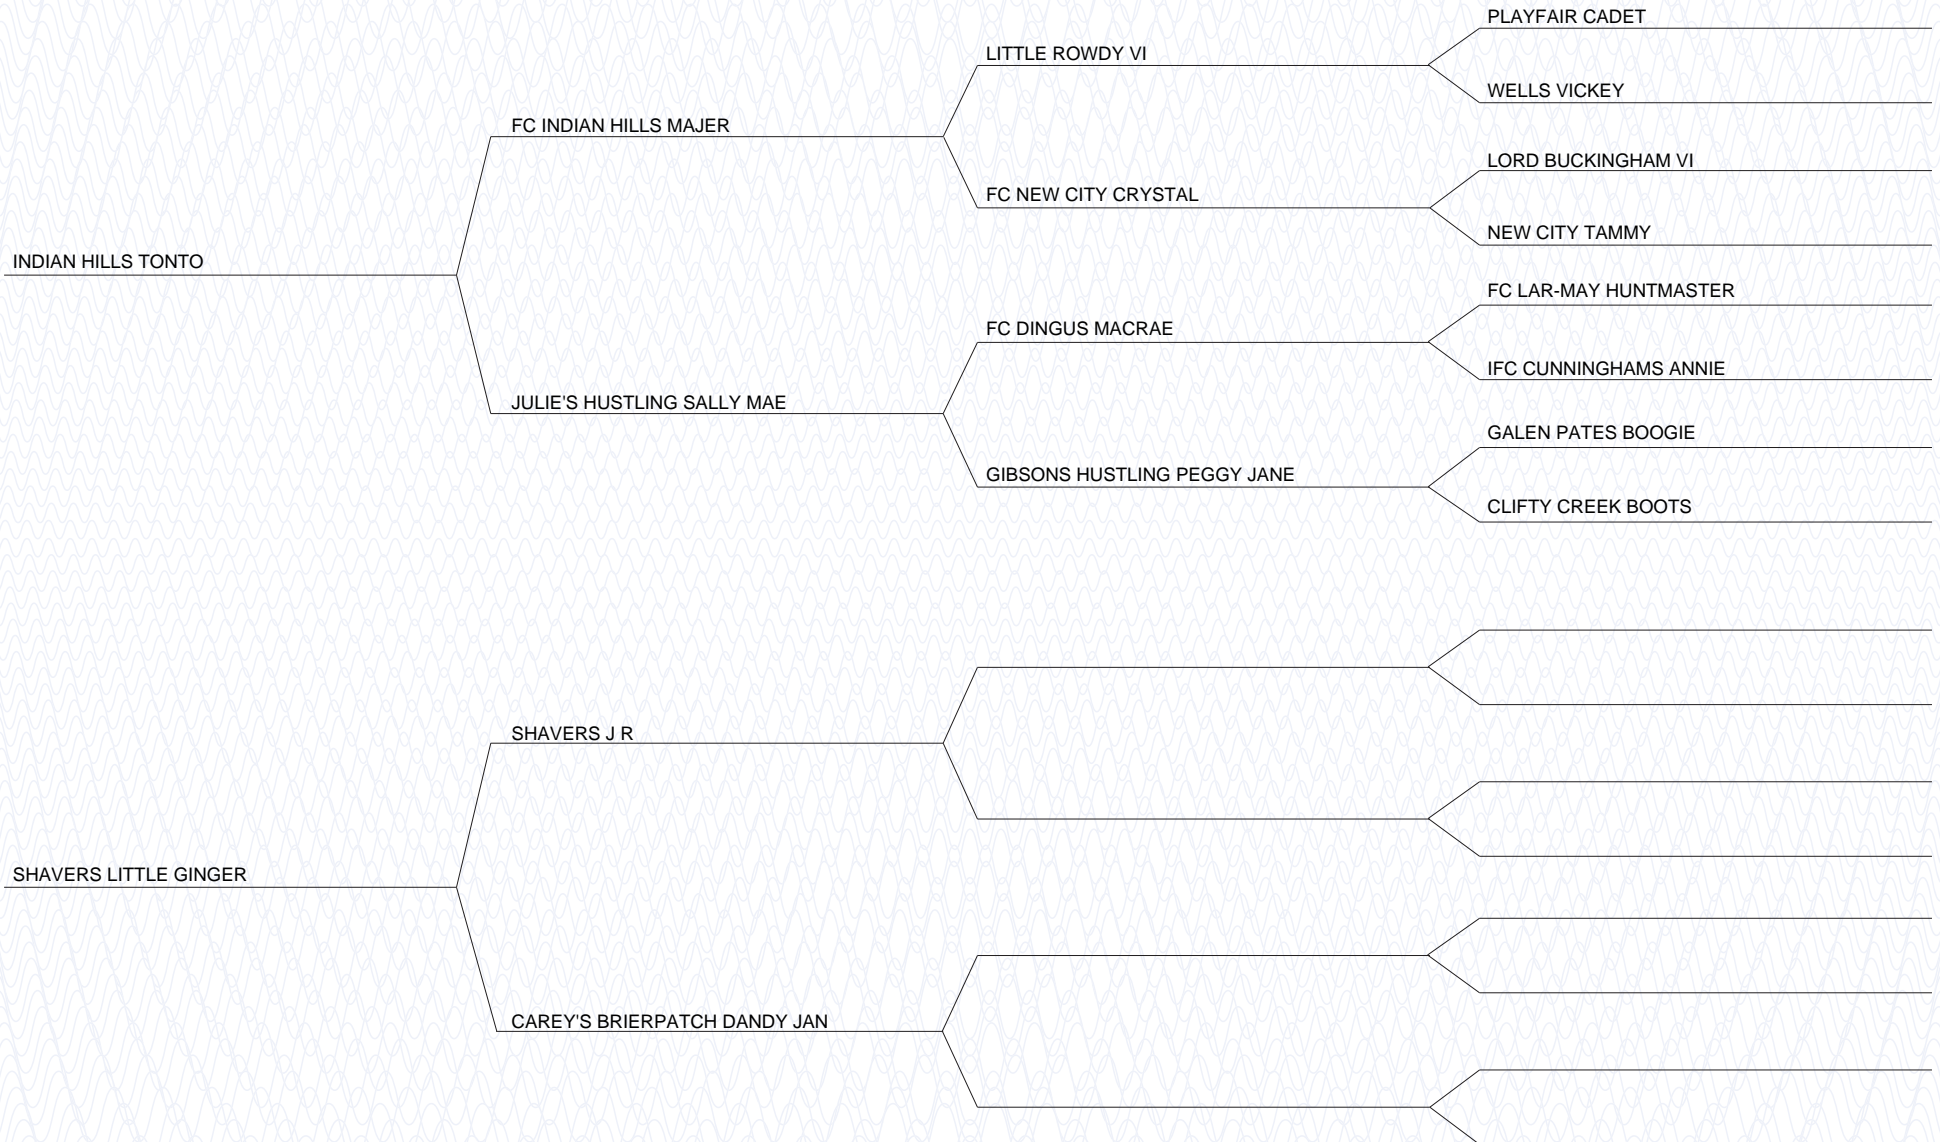 PLAYFAIR CADET
LITTLE ROWDY VI
WELLS VICKEY
FC INDIAN HILLS MAJER
LORD BUCKINGHAM VI
FC NEW CITY CRYSTAL
NEW CITY TAMMY
INDIAN HILLS TONTO
FC LAR-MAY HUNTMASTER
FC DINGUS MACRAE
IFC CUNNINGHAMS ANNIE
JULIE'S HUSTLING SALLY MAE
GALEN PATES BOOGIE
GIBSONS HUSTLING PEGGY JANE
CLIFTY CREEK BOOTS
SHAVERS J R
SHAVERS LITTLE GINGER
CAREY'S BRIERPATCH DANDY JAN